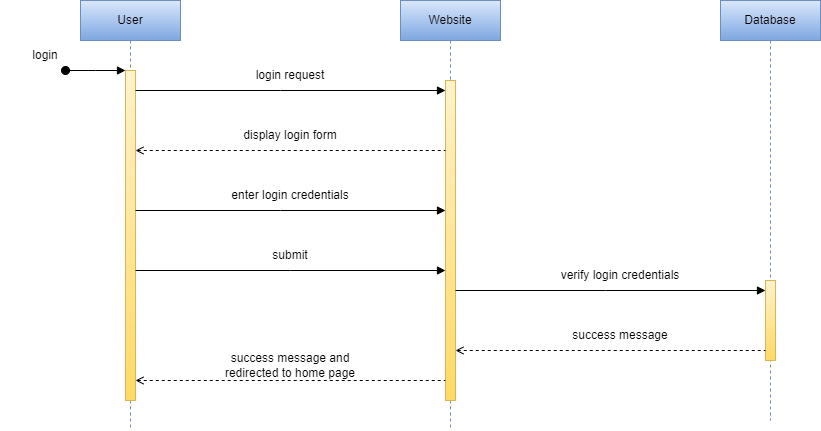 User
Website
Database
login
login request
display login form
enter login credentials
submit
verify login credentials
success message
success message and
redirected to home page